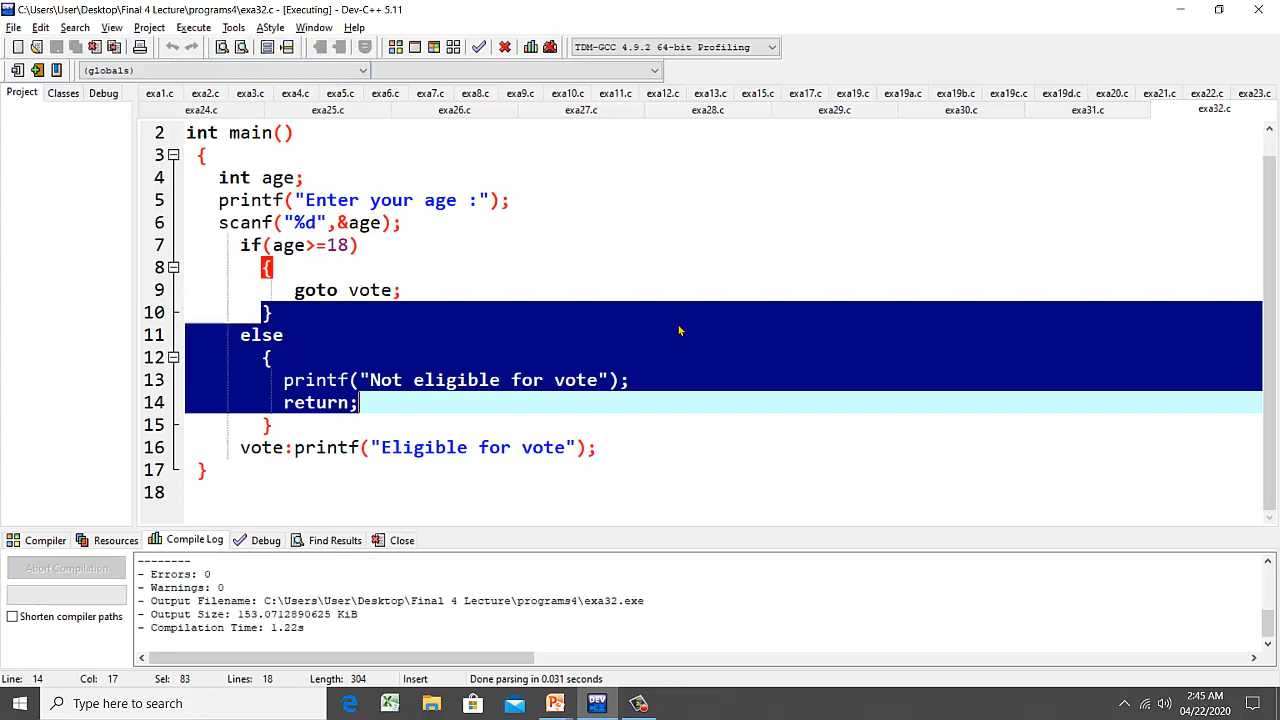 C:\Users\User\Desktop\Final 4 Lecture\programs4\exa32.c - [Executing] - Dev-C++ 5.11
File Edit Search View Project Execute Tools AStyle Window Help
TDM-GCC 4.9.2 64-bit Profiling
(globals)
Project Classes Debug
exa1.c exa2.c exa3.c exa4.c exa5.c exa6.c exa7.c exa8.c exa9.c exa10.c exa11.c exa12.c exa13.c exa15.c exa17.c exa19.c exa19a.c exa19b.c exa19c.c exa19d.c exa20.c exa21.c exa22.c exa23.c
exa24.c exa25.c exa26.c exa27.c exa28.c exa29.c exa30.c exa31.c exa32.c
2 int main()
3 {
4 int age;
5 printf("Enter your age :");
6 scanf("%d",&age);
7 if(age>=18)
8 {
9 goto vote;
10 }
11 else
12 {
13 printf("Not eligible for vote");
14 return;
15 }
16 vote:printf("Eligible for vote");
17 }
18
Compiler Resources Compile Log Debug Find Results Close
Abort Compilation
Shorten compiler paths
--------
- Errors: 0
- Warnings: 0
- Output Filename: C:\Users\User\Desktop\Final 4 Lecture\programs4\exa32.exe
- Output Size: 153.0712890625 KiB
- Compilation Time: 1.22s
Line: 14 Col: 17 Sel: 83 Lines: 18 Length: 304 Insert Done parsing in 0.031 seconds
Type here to search
2:45 AM
04/22/2020